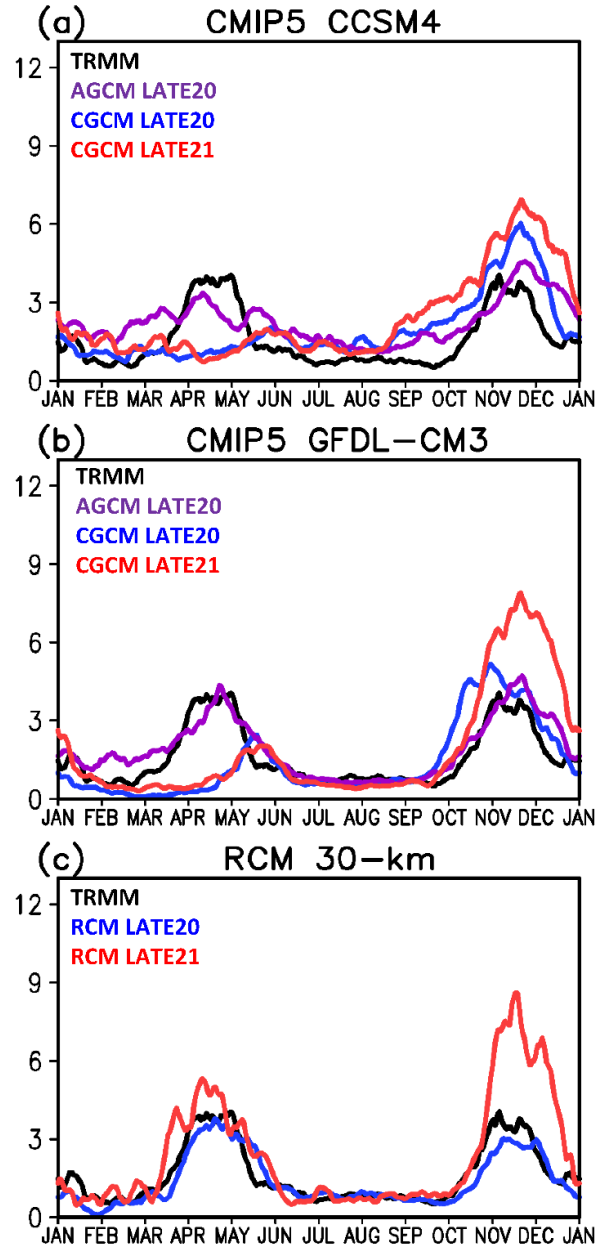 (a) CMIP5 CCSM4
12
9
6
3
0
TRMM
AGCM LATE20
CGCM LATE20
CGCM LATE21
JAN FEB MAR APR MAY JUN JUL AUG SEP OCT NOV DEC JAN
(b) CMIP5 GFDL-CM3
12
9
6
3
0
TRMM
AGCM LATE20
CGCM LATE20
CGCM LATE21
JAN FEB MAR APR MAY JUN JUL AUG SEP OCT NOV DEC JAN
(c) RCM 30-km
12
9
6
3
0
TRMM
RCM LATE20
RCM LATE21
JAN FEB MAR APR MAY JUN JUL AUG SEP OCT NOV DEC JAN